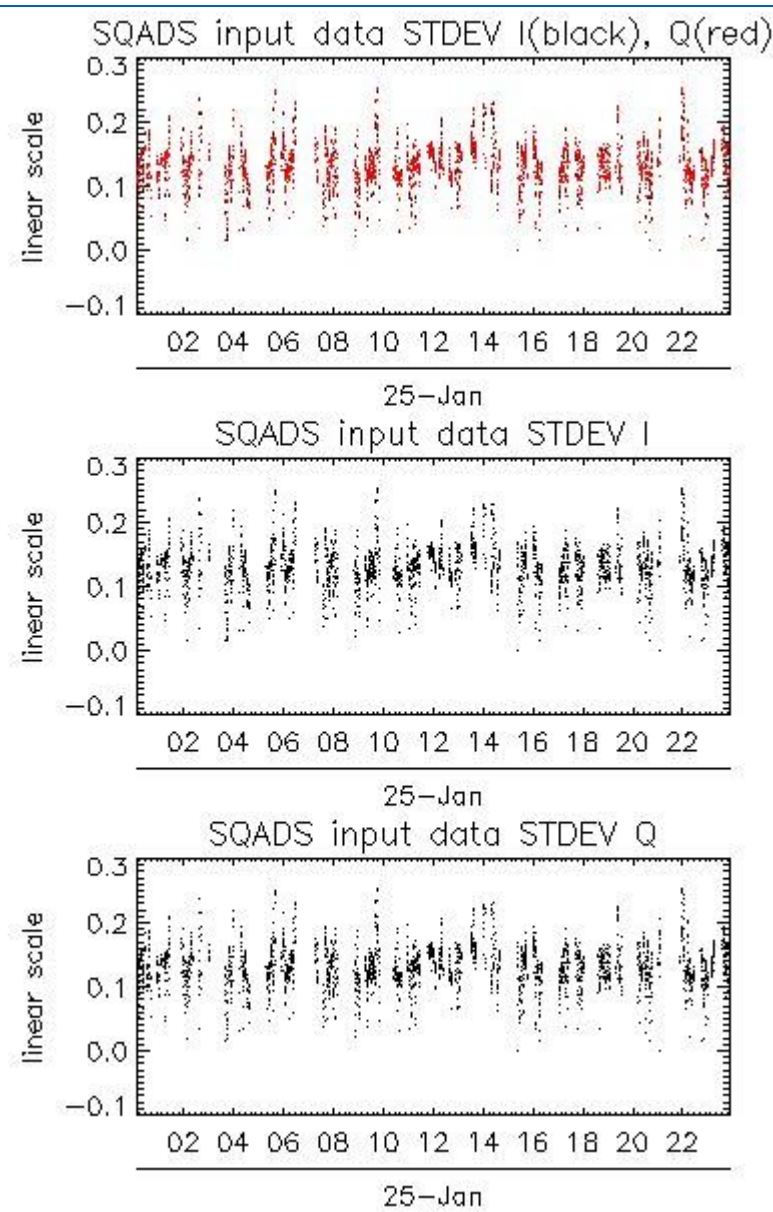 SQADS input data STDEV I(black), Q(red)
0.3
0.2
0.1
0.0
−0.1
linear scale
02 04 06 08 10 12 14 16 18 20 22
25−Jan
SQADS input data STDEV I
0.3
0.2
0.1
0.0
−0.1
linear scale
02 04 06 08 10 12 14 16 18 20 22
25−Jan
SQADS input data STDEV Q
0.3
0.2
0.1
0.0
−0.1
linear scale
02 04 06 08 10 12 14 16 18 20 22
25−Jan